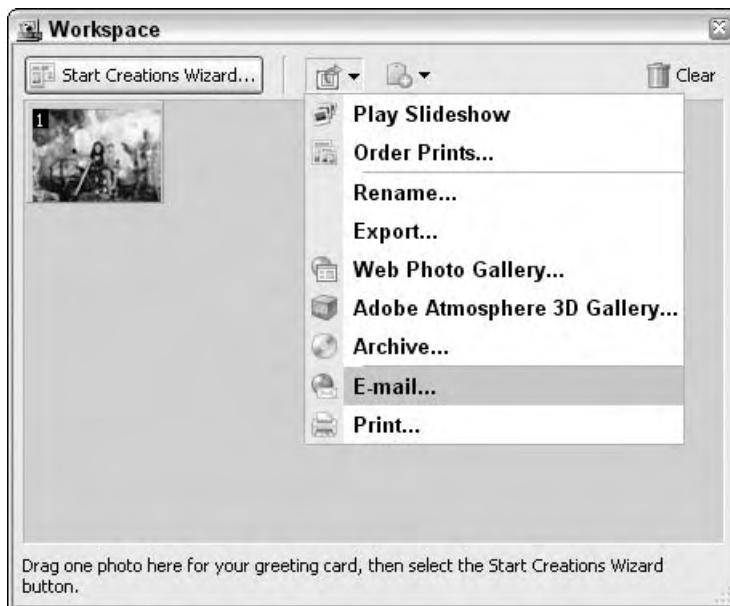 Workspace
Start Creations Wizard...
Clear
1
Play Slideshow
Order Prints...
Rename...
Export...
Web Photo Gallery...
Adobe Atmosphere 3D Gallery...
Archive...
E-mail...
Print...
Drag one photo here for your greeting card, then select the Start Creations Wizard
button.